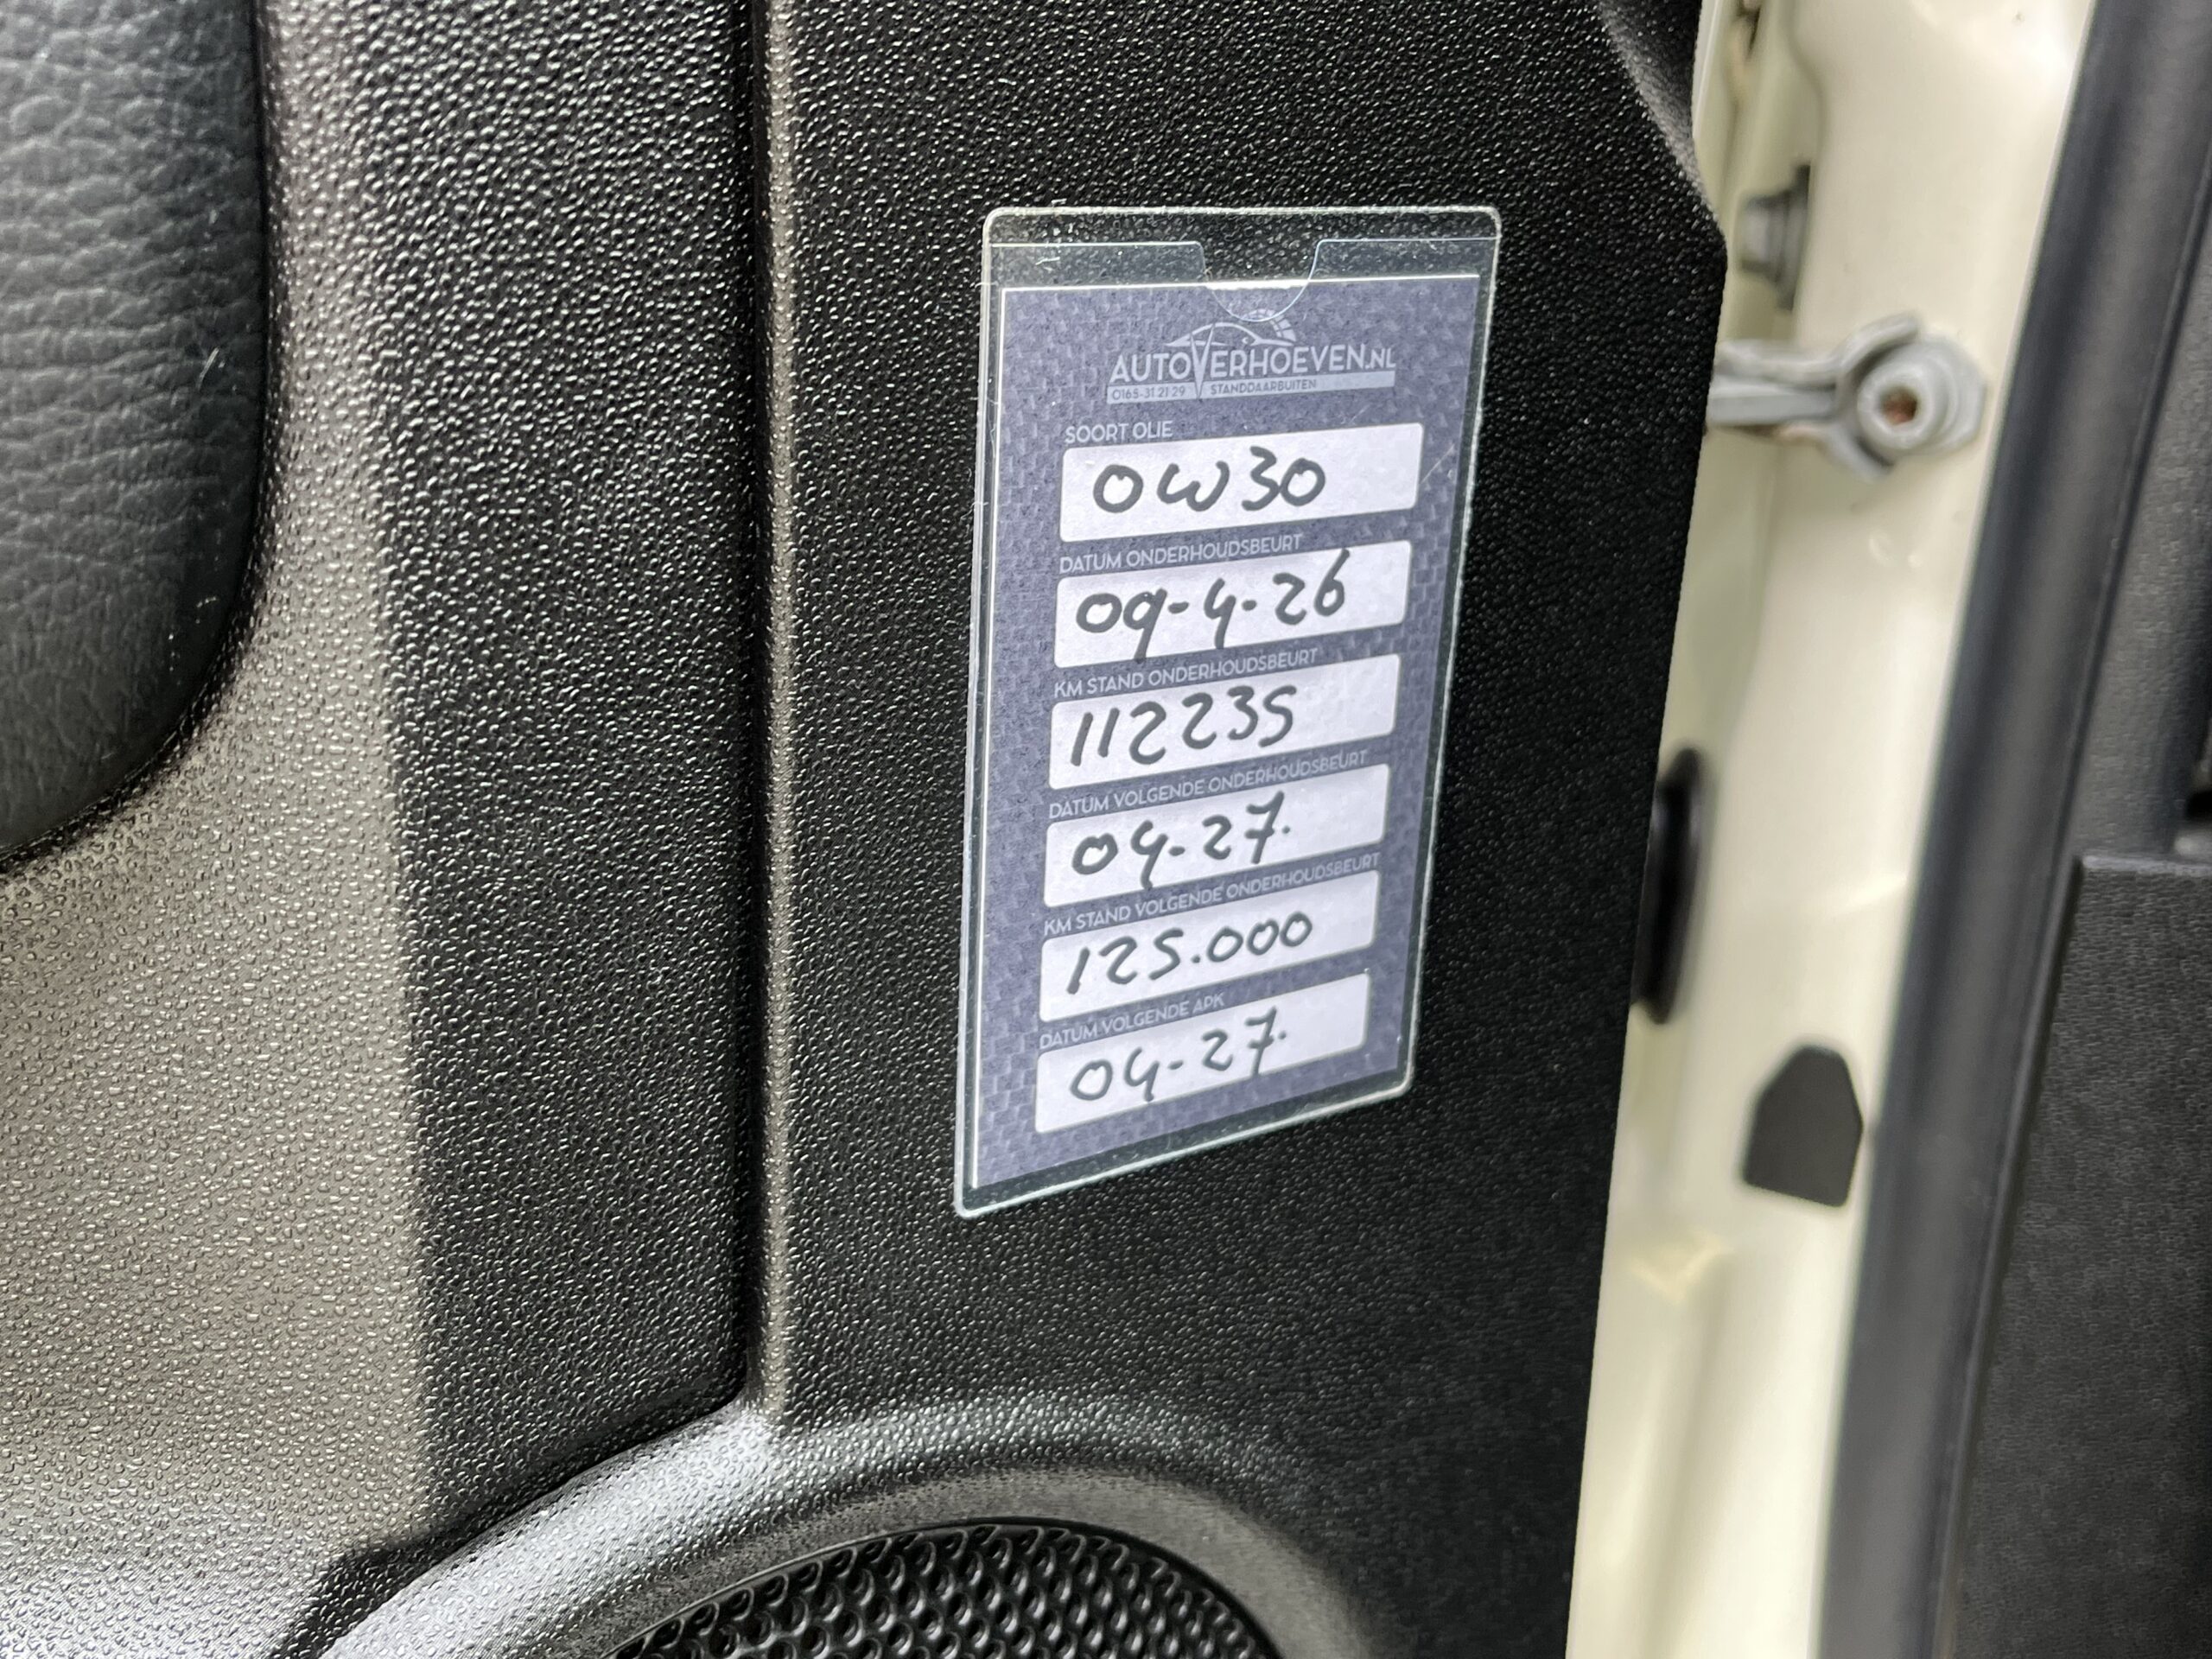 AUTOVERHOEVEN.NL
0165-31 21 29 STANDDAARBUITEN
SOORT OLIE
0W30
DATUM ONDERHOUDSBEURT
09-4-26
KM STAND ONDERHOUDSBEURT
112235
DATUM VOLGENDE ONDERHOUDSBEURT
04-27.
KM STAND VOLGENDE ONDERHOUDSBEURT
125.000
DATUM VOLGENDE APK
04-27.